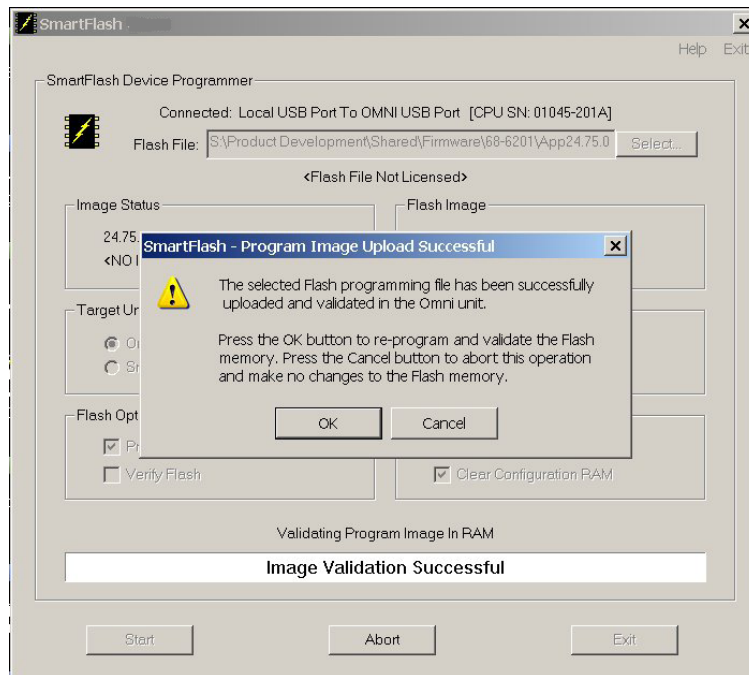 SmartFlash
Help Exit
SmartFlash Device Programmer
Connected: Local USB Port To OMNI USB Port [CPU SN: 01045-201A]
Flash File: S:\Product Development\Shared\Firmware\68-6201\App24.75.0 Select...
<Flash File Not Licensed>
Image Status
Flash Image
24.75.
<NO
SmartFlash - Program Image Upload Successful
The selected Flash programming file has been successfully
uploaded and validated in the Omni unit.
Press the OK button to re-program and validate the Flash
memory. Press the Cancel button to abort this operation
and make no changes to the Flash memory.
OK Cancel
Target
Flash
Verify Flash
Clear Configuration RAM
Validating Program Image In RAM
Image Validation Successful
Start Abort Exit